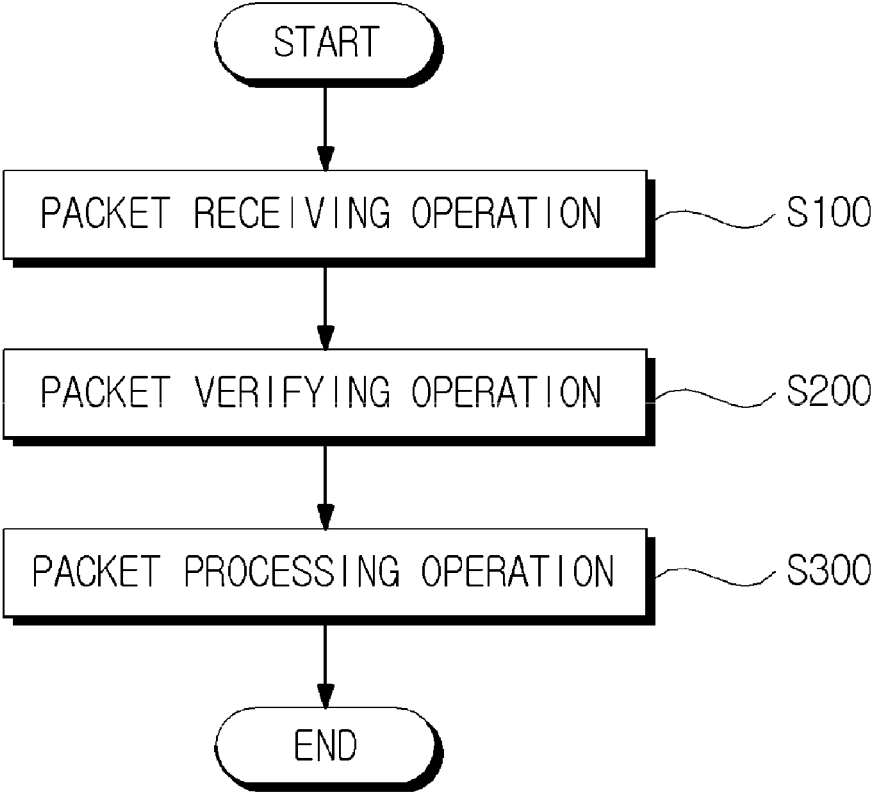 START
PACKET RECEIVING OPERATION
S100
PACKET VERIFYING OPERATION
S200
PACKET PROCESSING OPERATION
S300
END